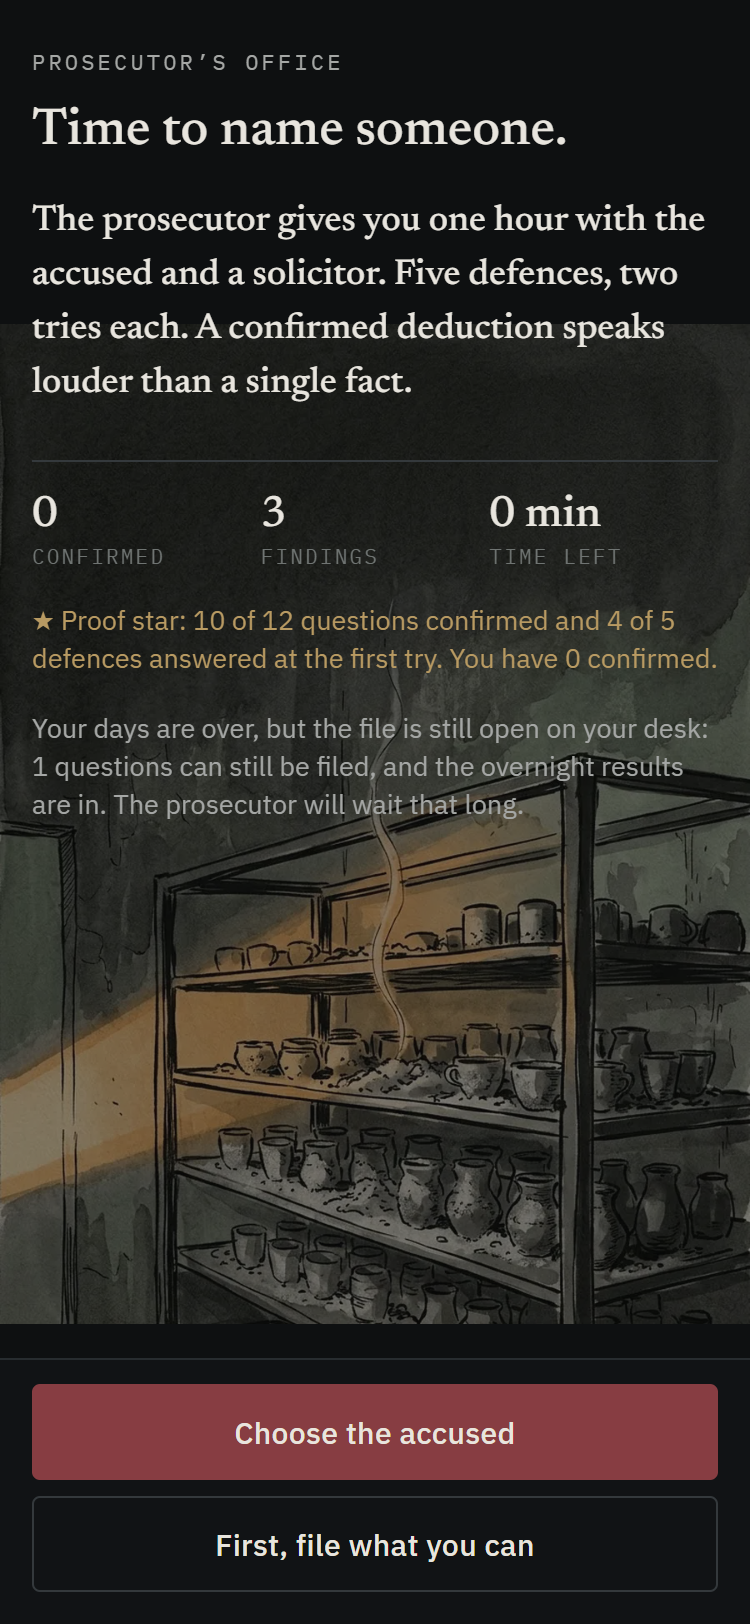 PROSECUTOR’S OFFICE
Time to name someone.
The prosecutor gives you one hour with the
accused and a solicitor. Five defences, two
tries each. A confirmed deduction speaks
louder than a single fact.
0 3 0 min
CONFIRMED FINDINGS TIME LEFT
★ Proof star: 10 of 12 questions confirmed and 4 of 5
defences answered at the first try. You have 0 confirmed.
Your days are over, but the file is still open on your desk:
1 questions can still be filed, and the overnight results
are in. The prosecutor will wait that long.
Choose the accused
First, file what you can